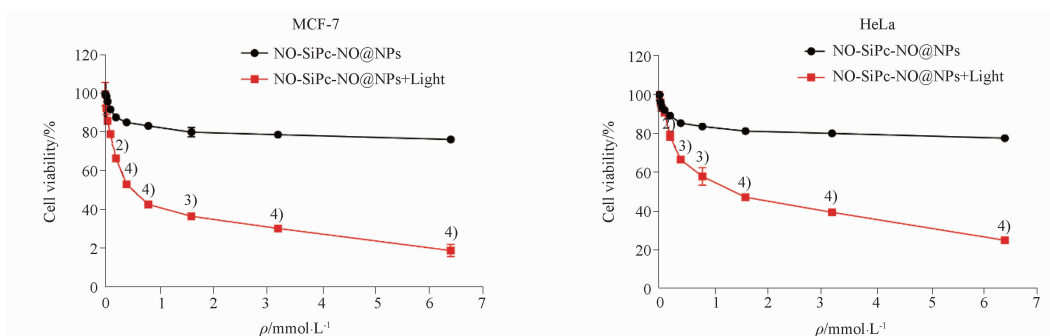 MCF-7
NO-SiPc-NO@NPs
NO-SiPc-NO@NPs+Light
120
100
80
60
40
2
0
Cell viability/%
2)
4)
4)
3)
4)
4)
0 1 2 3 4 5 6 7
ρ/mmol·L⁻¹
HeLa
NO-SiPc-NO@NPs
NO-SiPc-NO@NPs+Light
120
100
80
60
40
20
0
Cell viability/%
2)
3)
3)
4)
4)
4)
0 1 2 3 4 5 6 7
ρ/mmol·L⁻¹